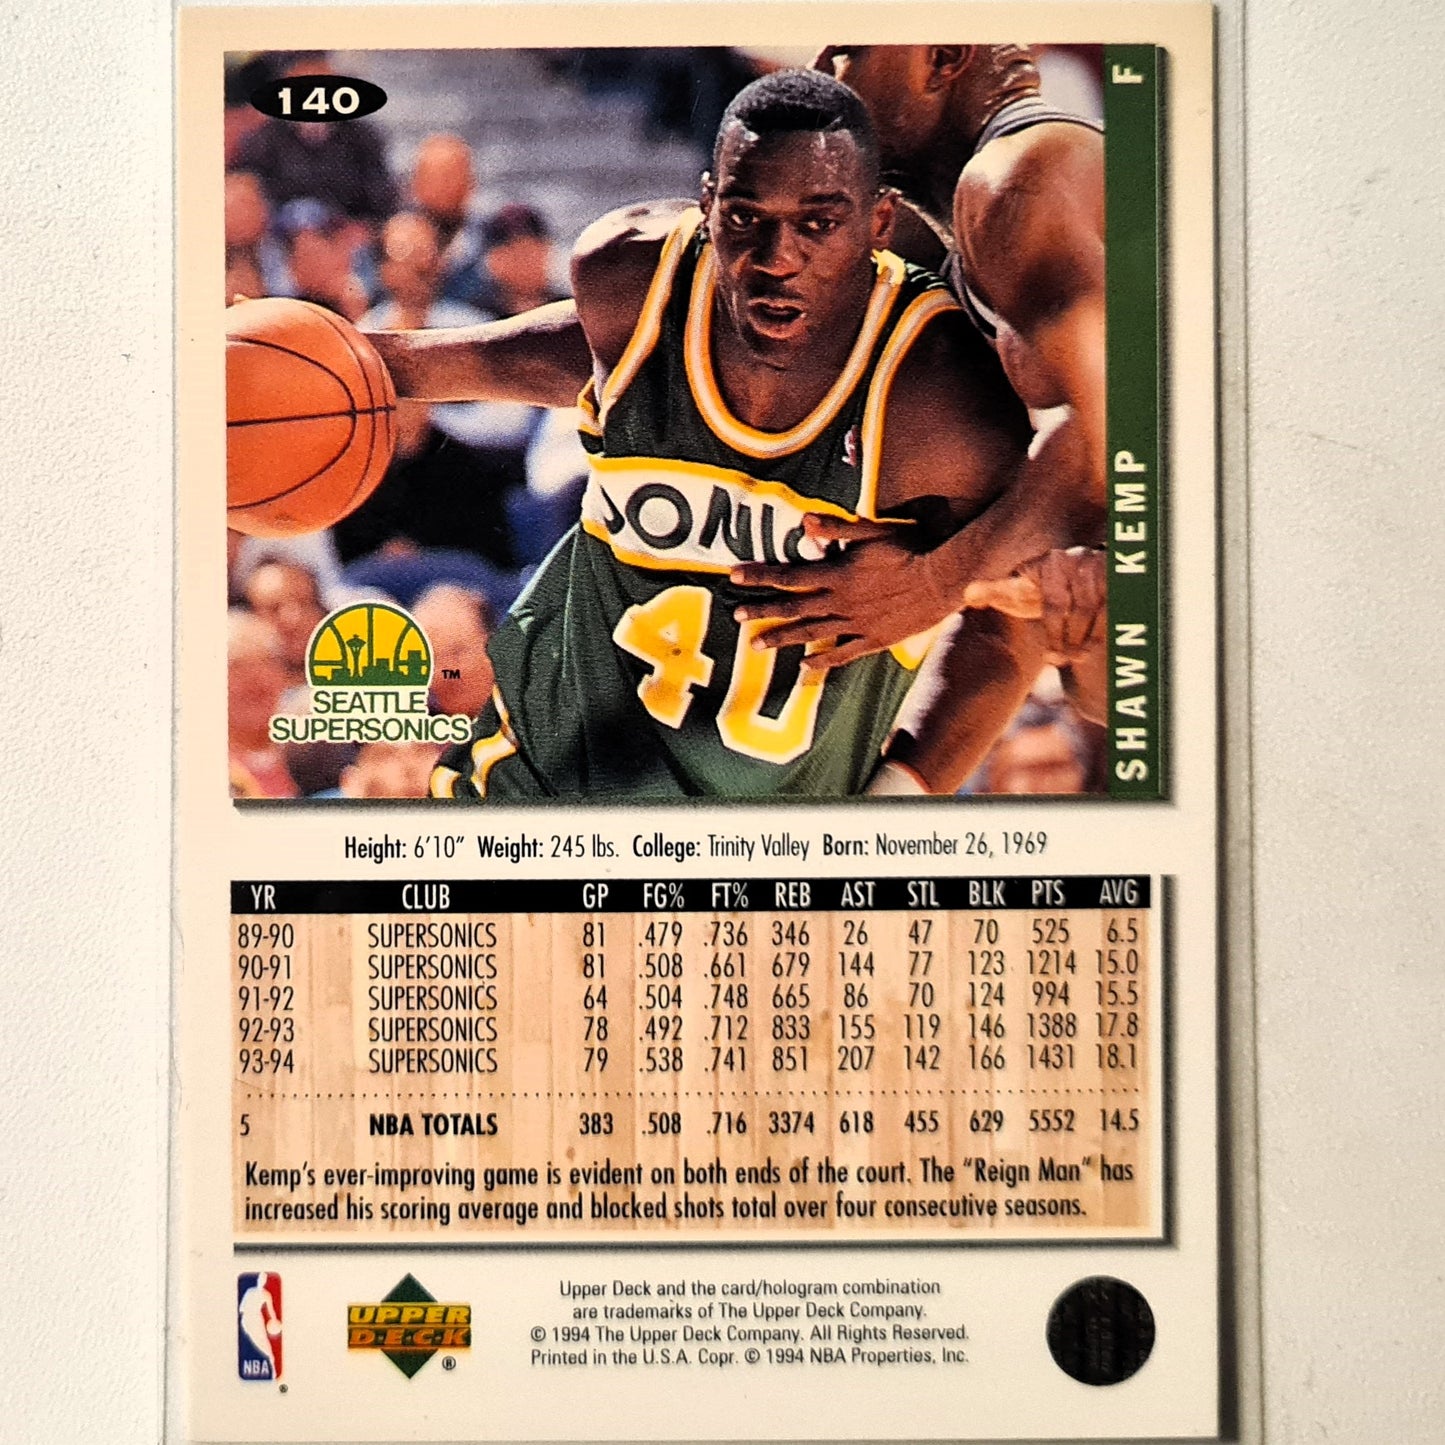 140
F
SHAWN KEMP
SONIC
40
SEATTLE
SUPERSONICS
TM
Height: 6'10" Weight: 245 lbs. College: Trinity Valley Born: November 26, 1969
YR CLUB GP FG% FT% REB AST STL BLK PTS AVG
89-90 SUPERSONICS 81 .479 .736 346 26 47 70 525 6.5
90-91 SUPERSONICS 81 .508 .661 679 144 77 123 1214 15.0
91-92 SUPERSONICS 64 .504 .748 665 86 70 124 994 15.5
92-93 SUPERSONICS 78 .492 .712 833 155 119 146 1388 17.8
93-94 SUPERSONICS 79 .538 .741 851 207 142 166 1431 18.1
5 NBA TOTALS 383 .508 .716 3374 618 455 629 5552 14.5
Kemp's ever-improving game is evident on both ends of the court. The "Reign Man" has
increased his scoring average and blocked shots total over four consecutive seasons.
NBA
®
UPPER
D·E·C·K
®
Upper Deck and the card/hologram combination
are trademarks of The Upper Deck Company.
© 1994 The Upper Deck Company. All Rights Reserved.
Printed in the U.S.A. Copr. © 1994 NBA Properties, Inc.